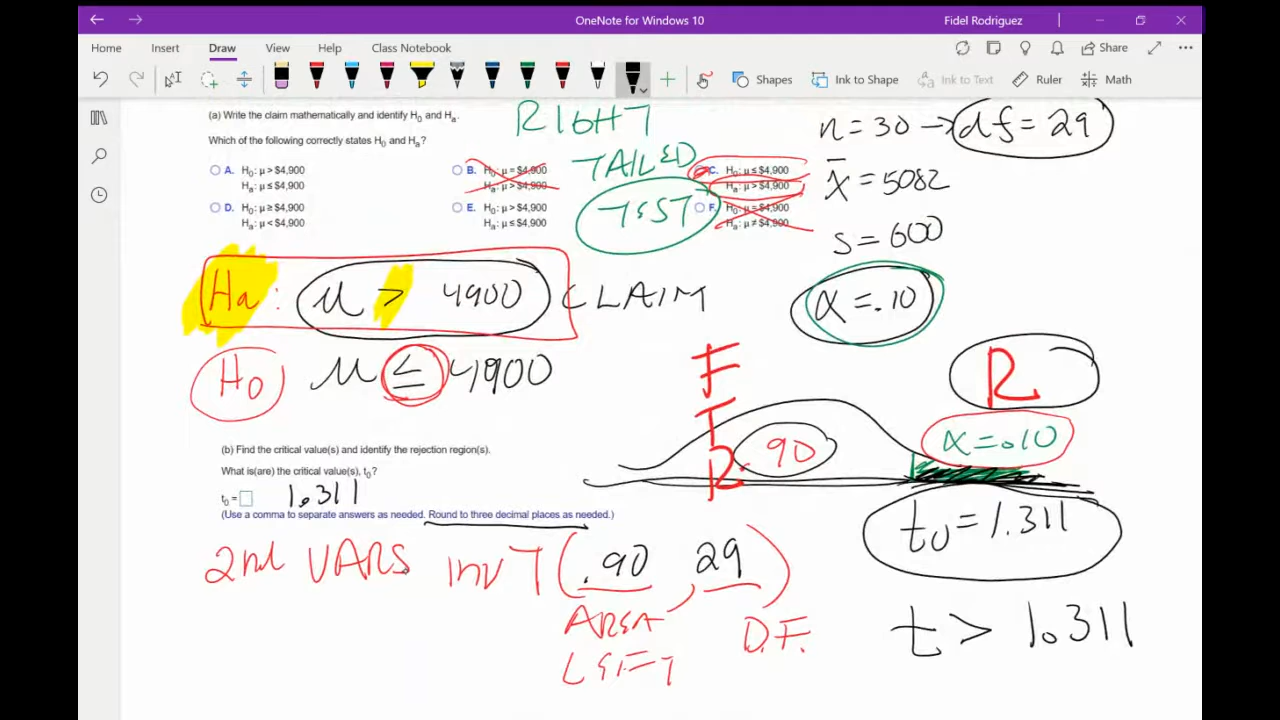 OneNote for Windows 10
Fidel Rodriguez
Home Insert Draw View Help Class Notebook Share
Shapes Ink to Shape Ink to Text Ruler Math
(a) Write the claim mathematically and identify H0 and Ha.
Which of the following correctly states H0 and Ha?
A. H0: μ > $4,900
Ha: μ ≤ $4,900
B. H0: μ = $4,900
Ha: μ > $4,900
C. H0: μ ≤ $4,900
Ha: μ > $4,900
D. H0: μ ≥ $4,900
Ha: μ < $4,900
E. H0: μ > $4,900
Ha: μ ≤ $4,900
F. H0: μ = $4,900
Ha: μ ≠ $4,900
RIGHT
TAILED
TEST
n = 30 → df = 29
x̄ = 5082
s = 600
α = .10
Ha : μ > 4900 CLAIM
H0 μ ≤ 4900
F
T
R
.90
R
α = .10
t0 = 1.311
t > 1.311
(b) Find the critical value(s) and identify the rejection region(s).
What is(are) the critical value(s), t0?
t0 = 1.311
(Use a comma to separate answers as needed. Round to three decimal places as needed.)
2nd VARS inv T ( .90 , 29 )
AREA D.F.
LEFT